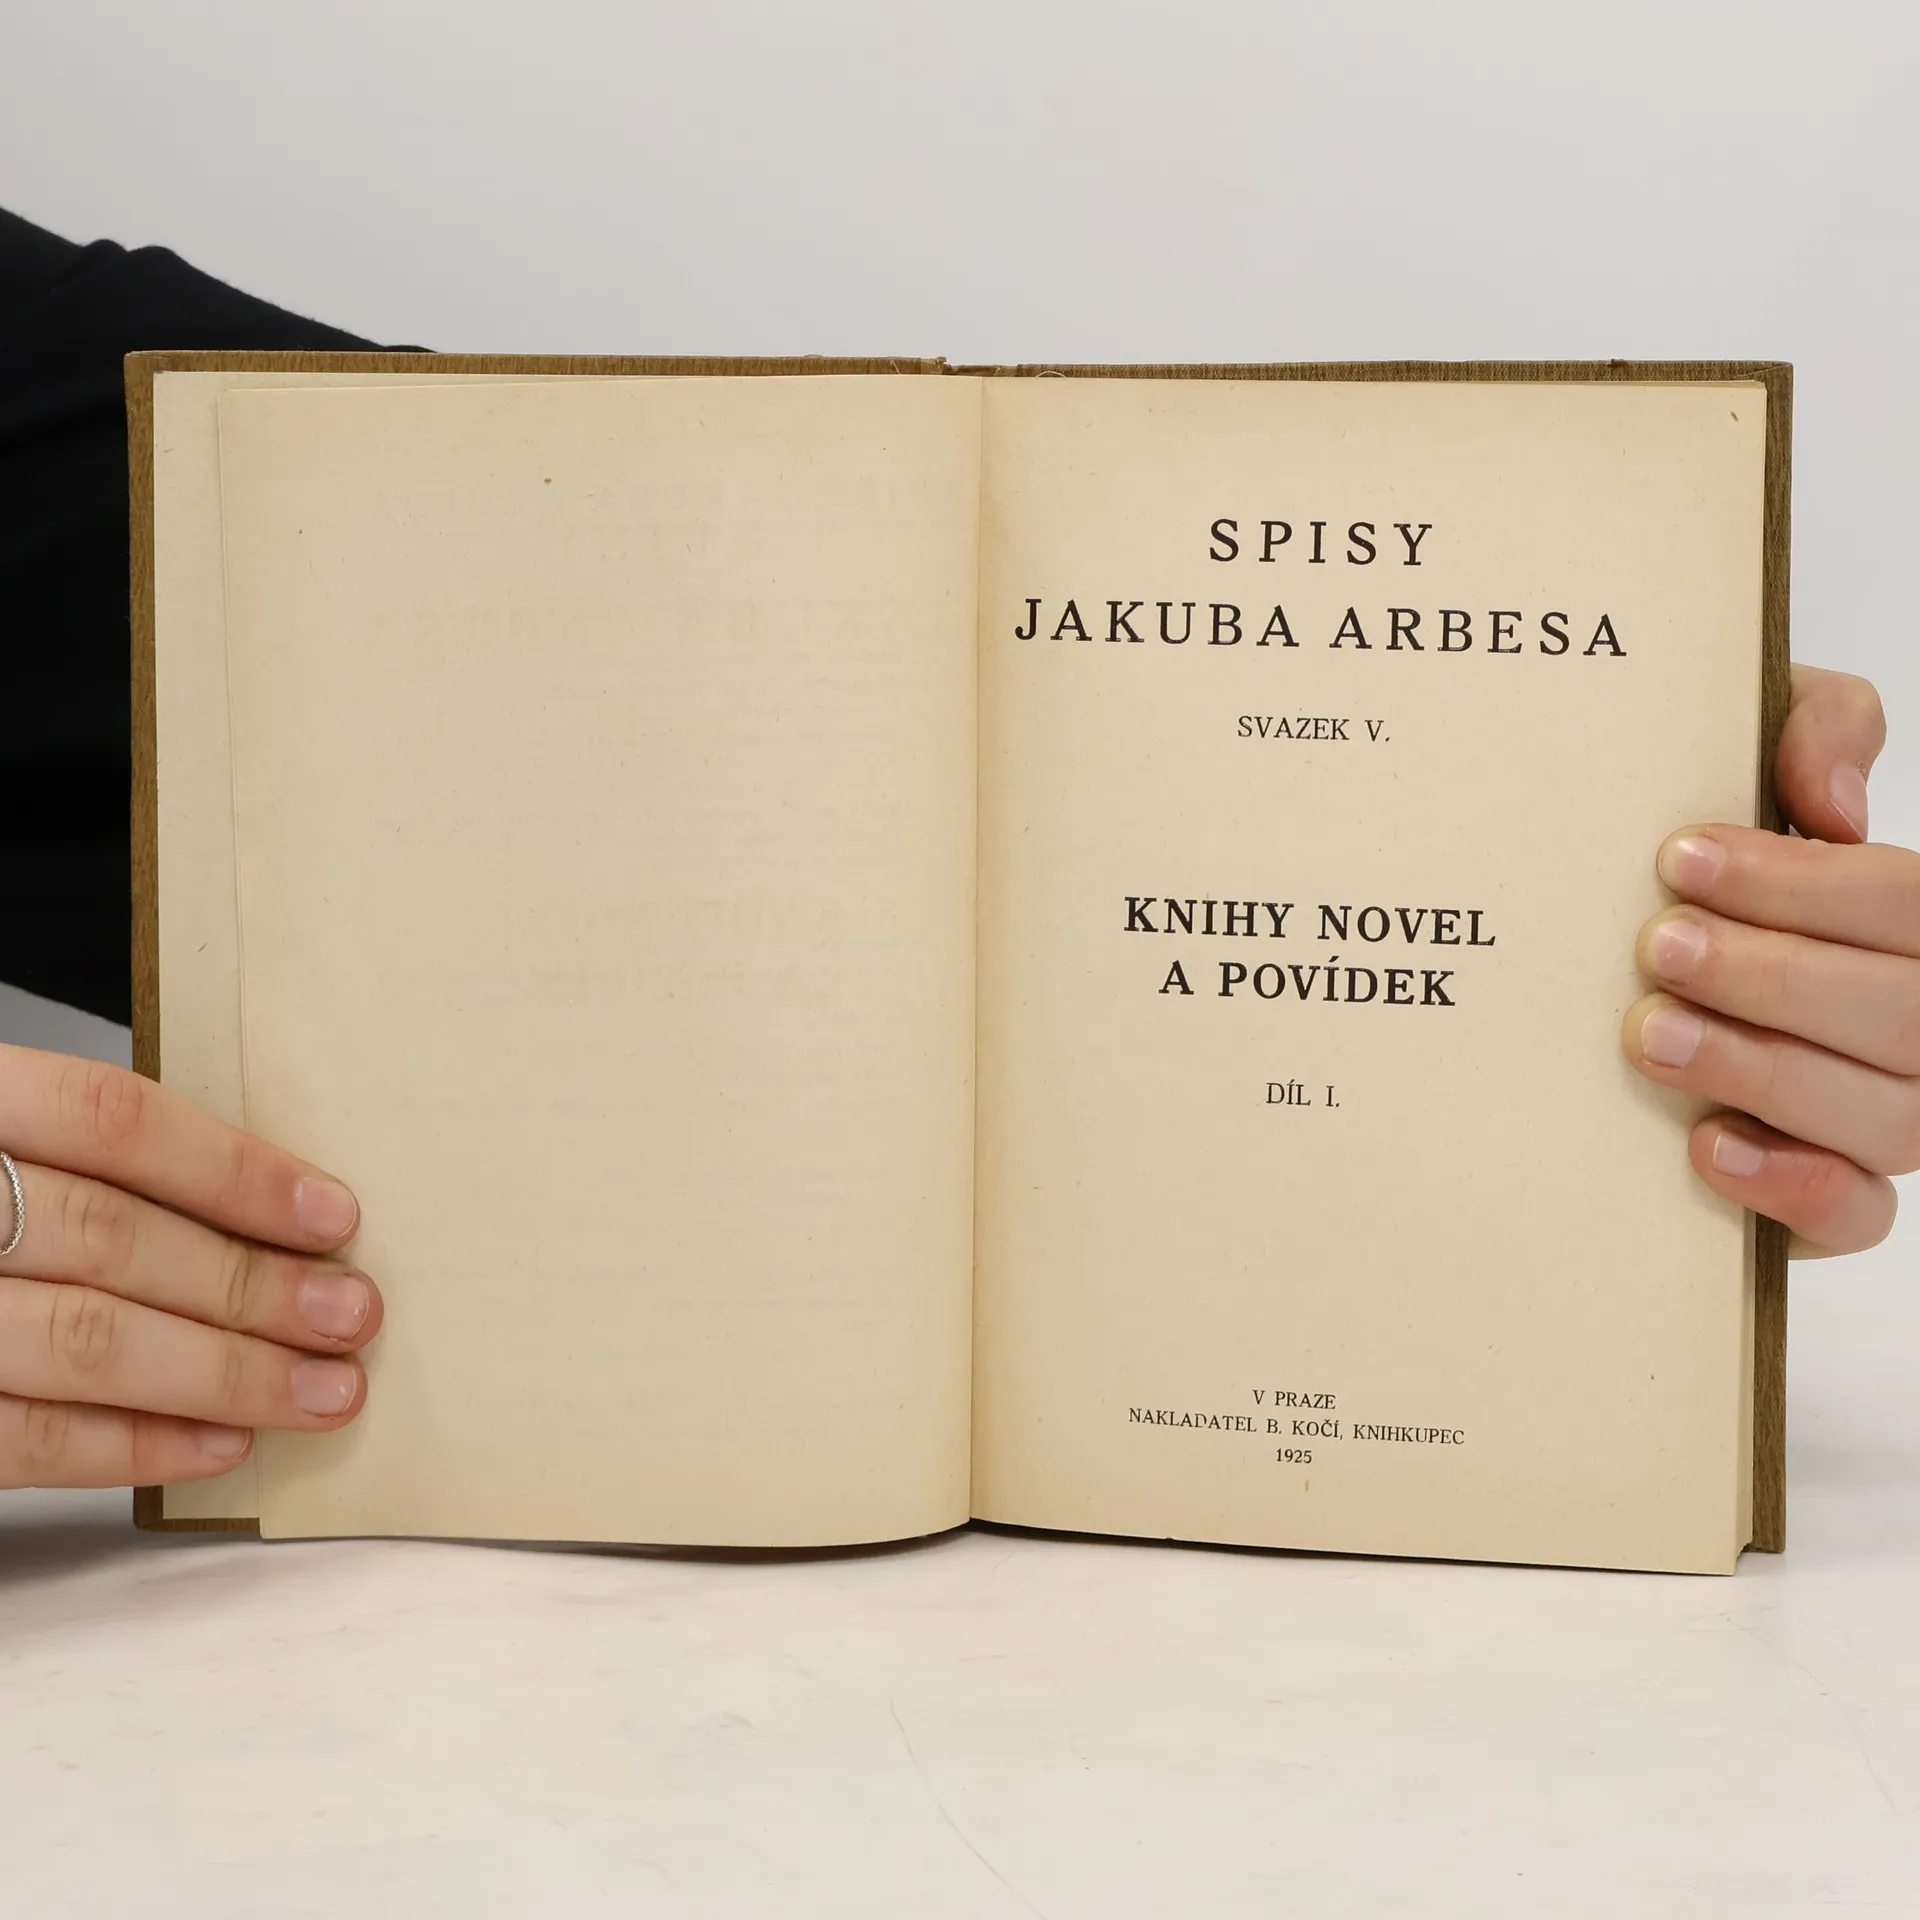 SPISY
JAKUBA ARBESA
SVAZEK V.
KNIHY NOVEL
A POVÍDEK
DÍL I.
V PRAZE
NAKLADATEL B. KOČÍ, KNIHKUPEC
1925